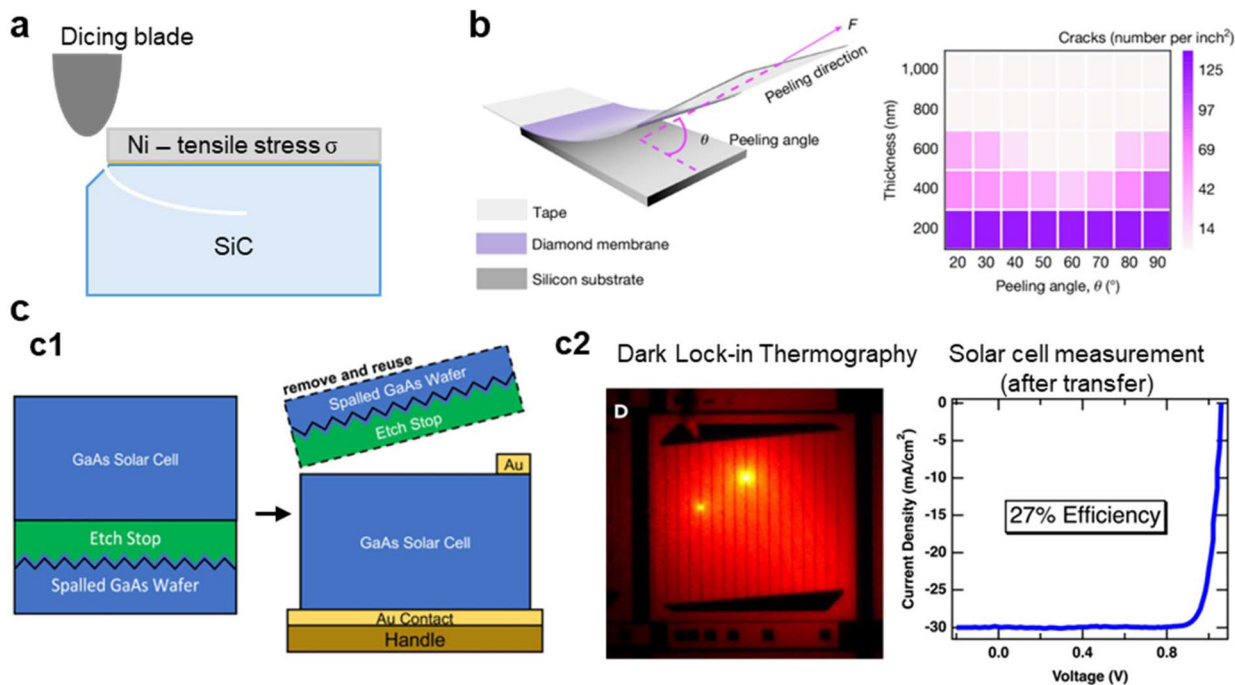 a
Dicing blade
Ni – tensile stress σ
SiC
b
F
Peeling direction
θ
Peeling angle
Tape
Diamond membrane
Silicon substrate
Cracks (number per inch²)
Thickness (nm)
1,000
800
600
400
200
20 30 40 50 60 70 80 90
Peeling angle, θ (°)
125
97
69
42
14
c
c1
GaAs Solar Cell
Etch Stop
Spalled GaAs Wafer
remove and reuse
Spalled GaAs Wafer
Etch Stop
Au
GaAs Solar Cell
Au Contact
Handle
c2
Dark Lock-in Thermography
D
Solar cell measurement
(after transfer)
Current Density (mA/cm²)
0
-5
-10
-15
-20
-25
-30
27% Efficiency
0.0 0.4 0.8
Voltage (V)